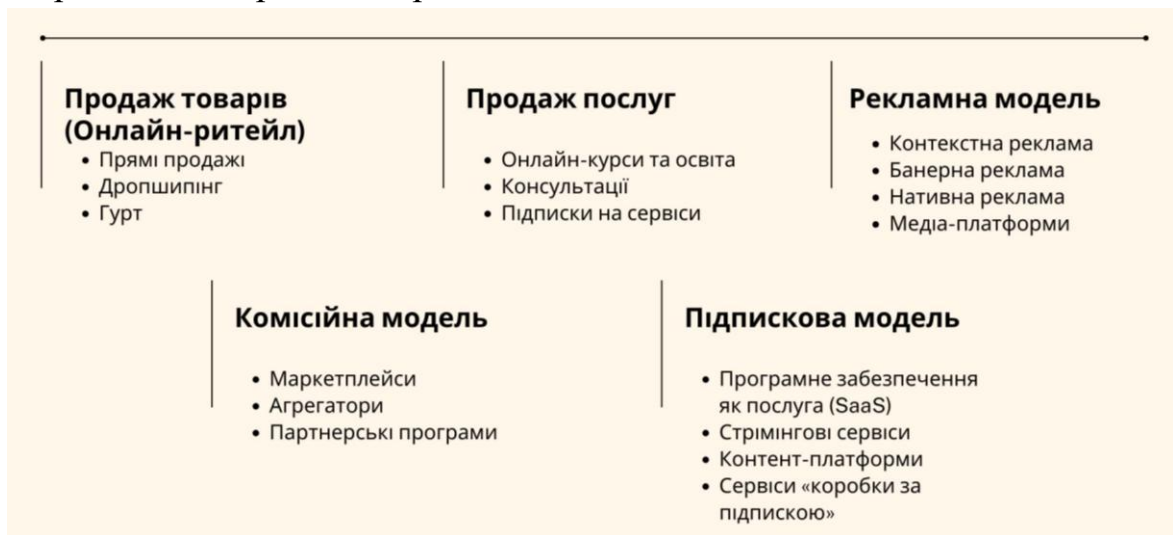 Продаж товарів
(Онлайн-ритейл)
• Прямі продажі
• Дропшипінг
• Гурт
Продаж послуг
• Онлайн-курси та освіта
• Консультації
• Підписки на сервіси
Рекламна модель
• Контекстна реклама
• Банерна реклама
• Нативна реклама
• Медіа-платформи
Комісійна модель
• Маркетплейси
• Агрегатори
• Партнерські програми
Підпискова модель
• Програмне забезпечення
як послуга (SaaS)
• Стрімінгові сервіси
• Контент-платформи
• Сервіси «коробки за
підпискою»